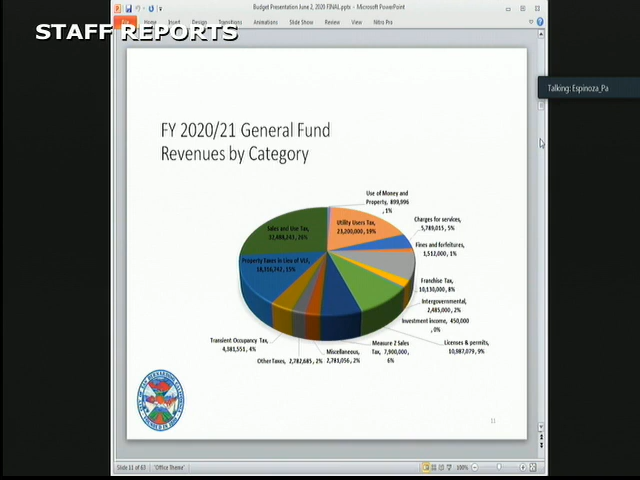 Budget Presentation June 2, 2020 FINAL.pptx - Microsoft PowerPoint
File Home Insert Design Transitions Animations Slide Show Review View Nitro Pro
STAFF REPORTS
Talking: Espinoza_Pa
FY 2020/21 General Fund
Revenues by Category
Use of Money and
Property, 899,996
, 1%
Utility Users Tax,
23,200,000, 19%
Charges for services,
5,789,015, 5%
Fines and forfeitures,
1,512,000, 1%
Franchise Tax,
10,130,000, 8%
Intergovernmental,
2,485,000, 2%
Investment income, 450,000
, 0%
Licenses & permits,
10,987,079, 9%
Measure Z Sales
Tax, 7,900,000,
6%
Miscellaneous,
2,781,056, 2%
Other Taxes, 2,782,685, 2%
Transient Occupancy Tax,
4,381,551, 4%
Property Taxes in Lieu of VLF,
Sales and Use Tax,
11
Slide 11 of 63 "Office Theme" 100%